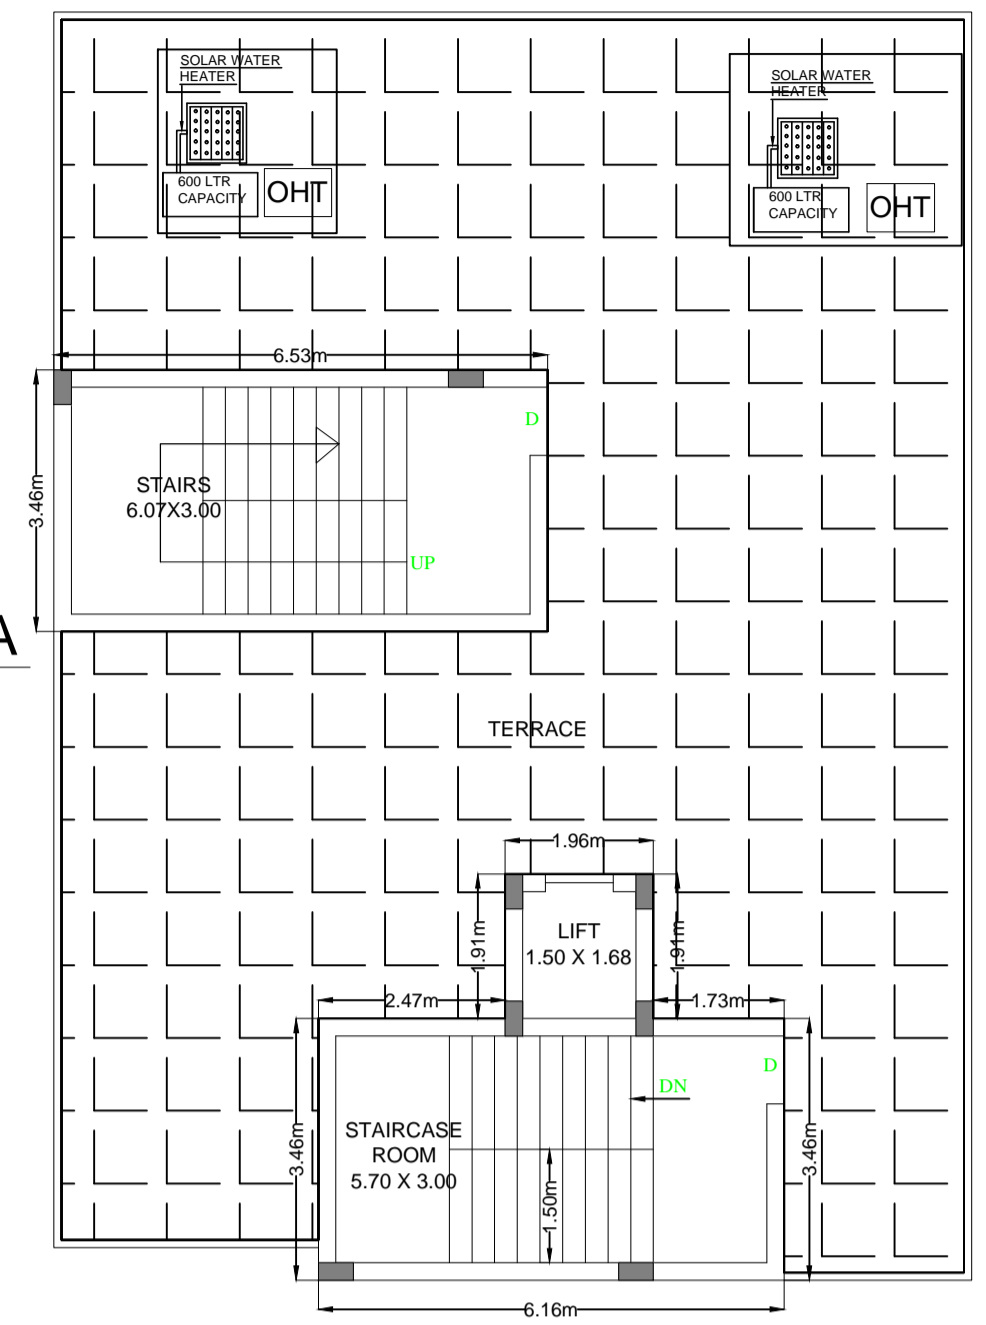 SOLAR WATER
HEATER
600 LTR
CAPACITY
OHT
SOLAR WATER
HEATER
600 LTR
CAPACITY
OHT
6.53m
3.46m
D
STAIRS
6.07X3.00
UP
A
TERRACE
1.96m
1.91m
LIFT
1.50 X 1.68
1.91m
2.47m
1.73m
3.46m
D
DN
STAIRCASE
ROOM
5.70 X 3.00
1.50m
3.46m
6.16m